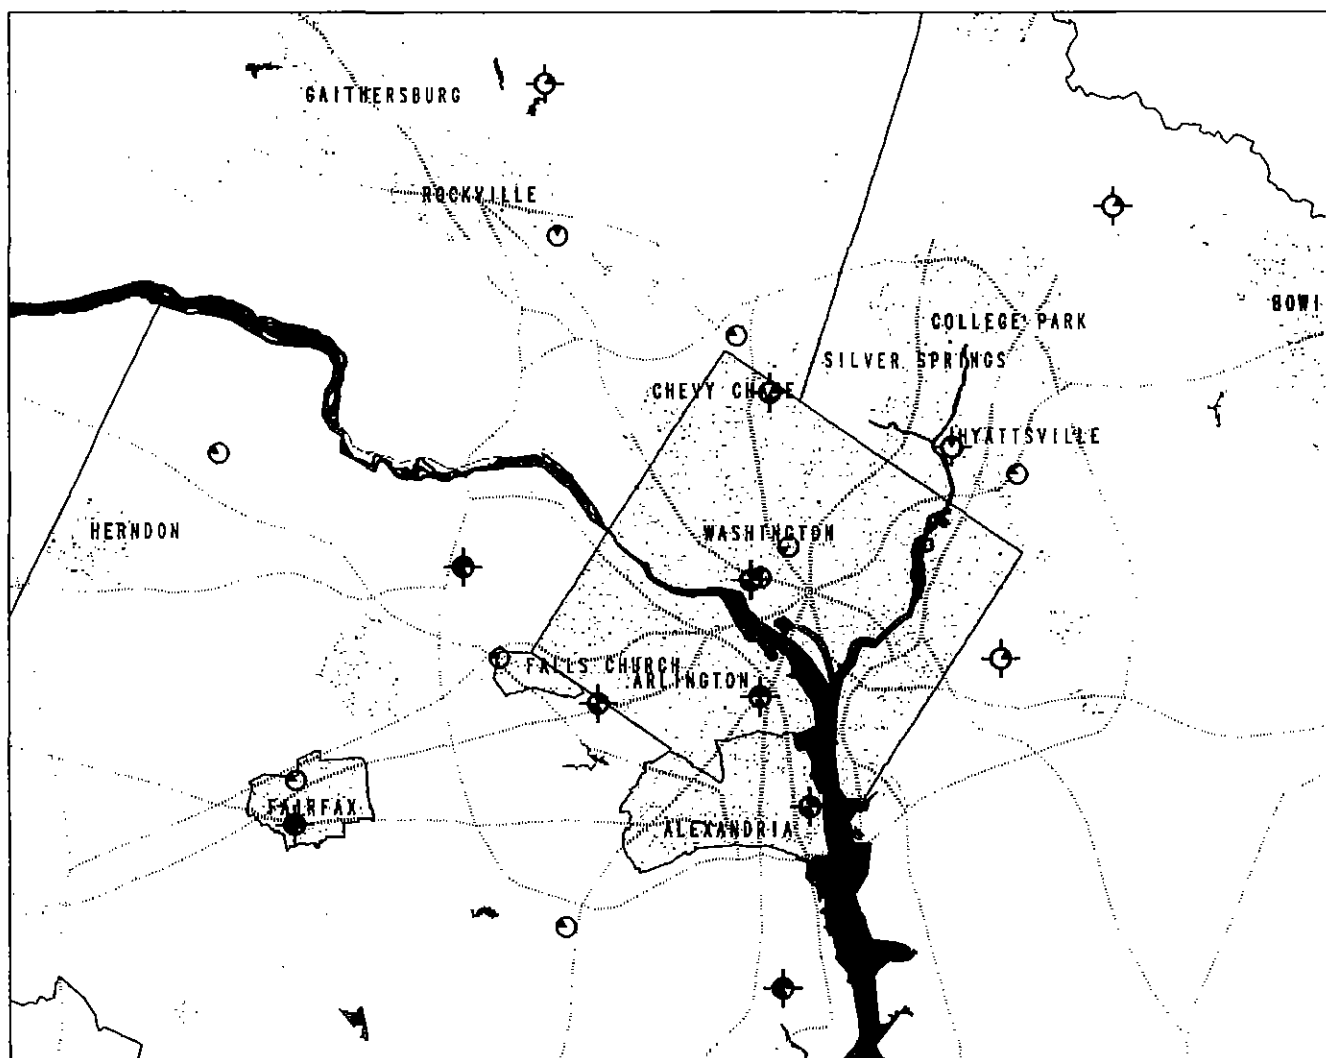 GAITHERSBURG
ROCKVILLE
BOWI
COLLEGE PARK
SILVER SPRINGS
CHEVY CHASE
HYATTSVILLE
HERNDON
WASHINGTON
FALLS CHURCH
ARLINGTON
FAIRFAX
ALEXANDRIA